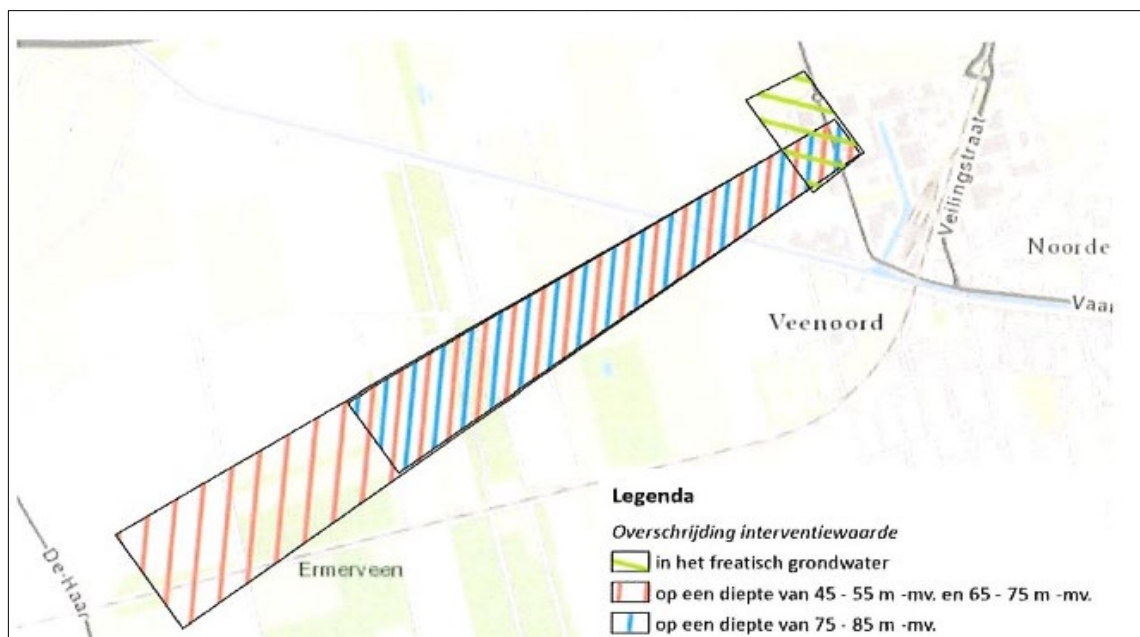 Veilingstraat
Noorde
Vaar
Veenoord
Ermerveen
De-Haar
Legenda
Overschrijding interventiewaarde
in het freatisch grondwater
op een diepte van 45 - 55 m -mv. en 65 - 75 m -mv.
op een diepte van 75 - 85 m -mv.